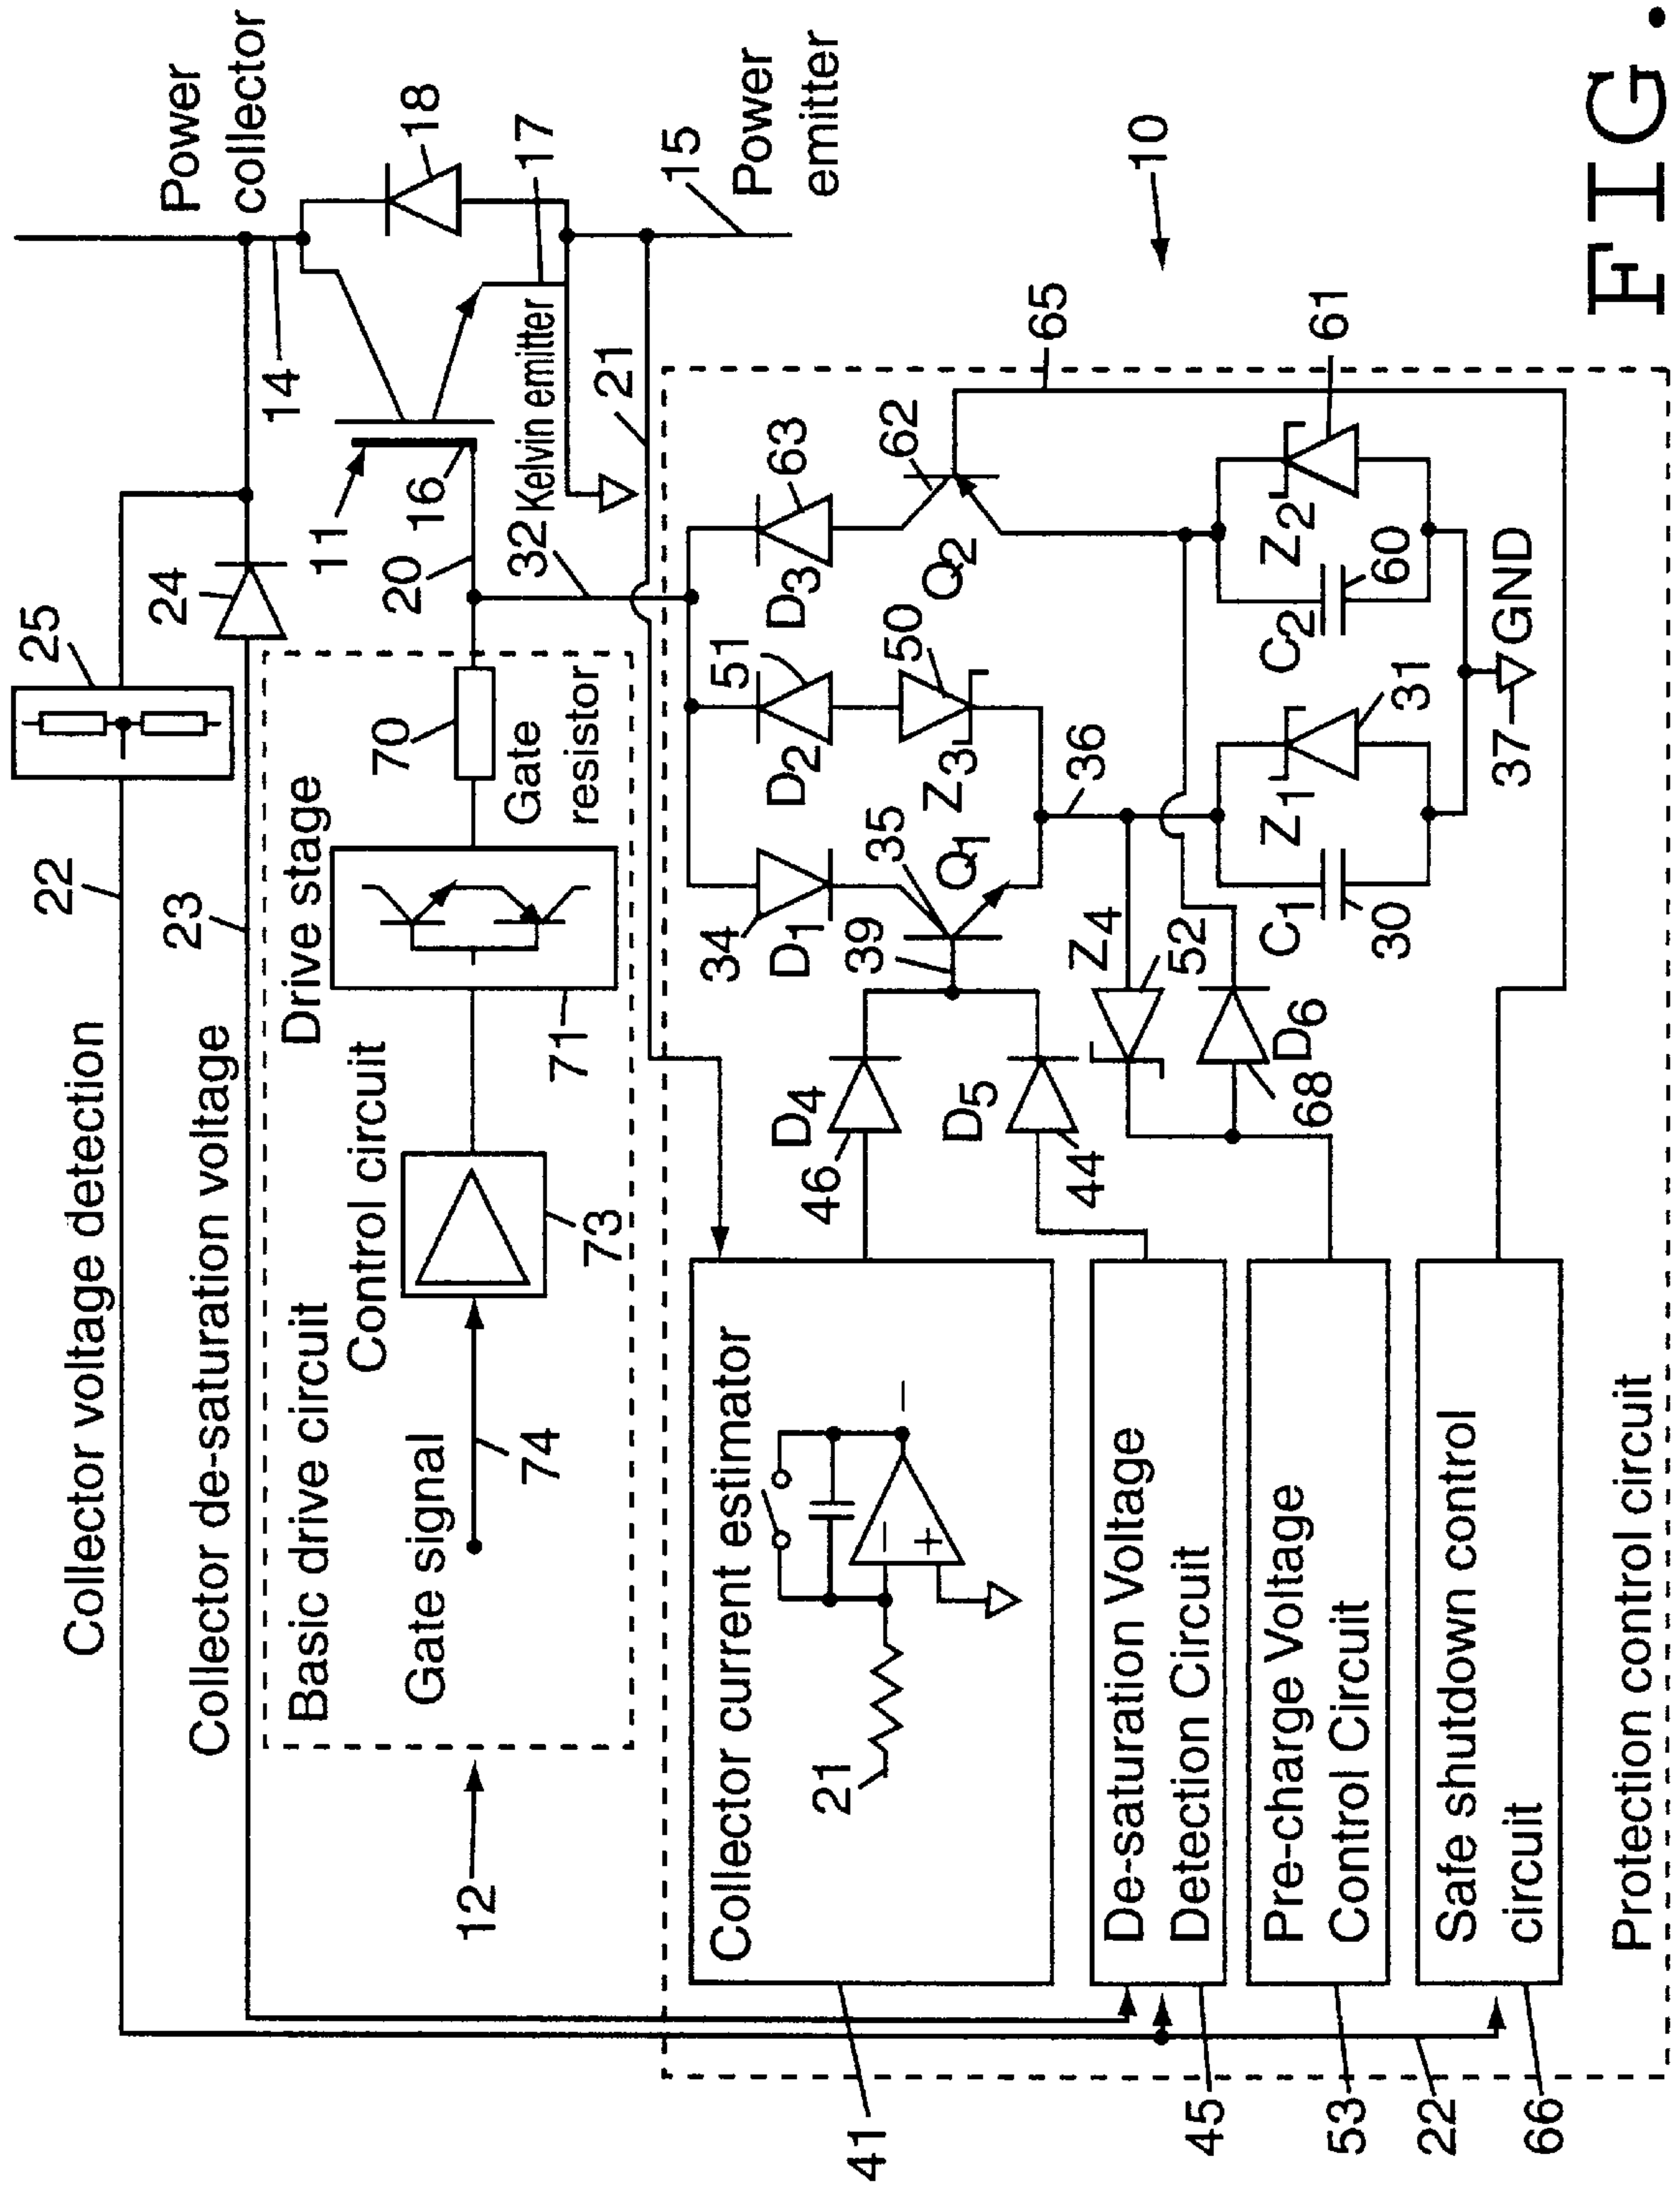 Collector voltage detection
22
25
Power
collector
Collector de-saturation voltage
23
24
14
18
Basic drive circuit
Drive stage
11
Control circuit
70
16
17
Gate signal
20
Gate
resistor
Kelvin emitter
15
74
73
71
32
21
Power
emitter
12
Collector current estimator
−
+
−
21
34
D1
D2
51
D3
63
62
35
39
Q1
Z3
50
Q2
D4
46
D5
44
36
65
10
Z4
52
D6
68
C1
30
Z1
31
C2
60
Z2
61
37
GND
De-saturation Voltage
Detection Circuit
Pre-charge Voltage
Control Circuit
Safe shutdown control
circuit
Protection control circuit
41
45
53
22
66
FIG.